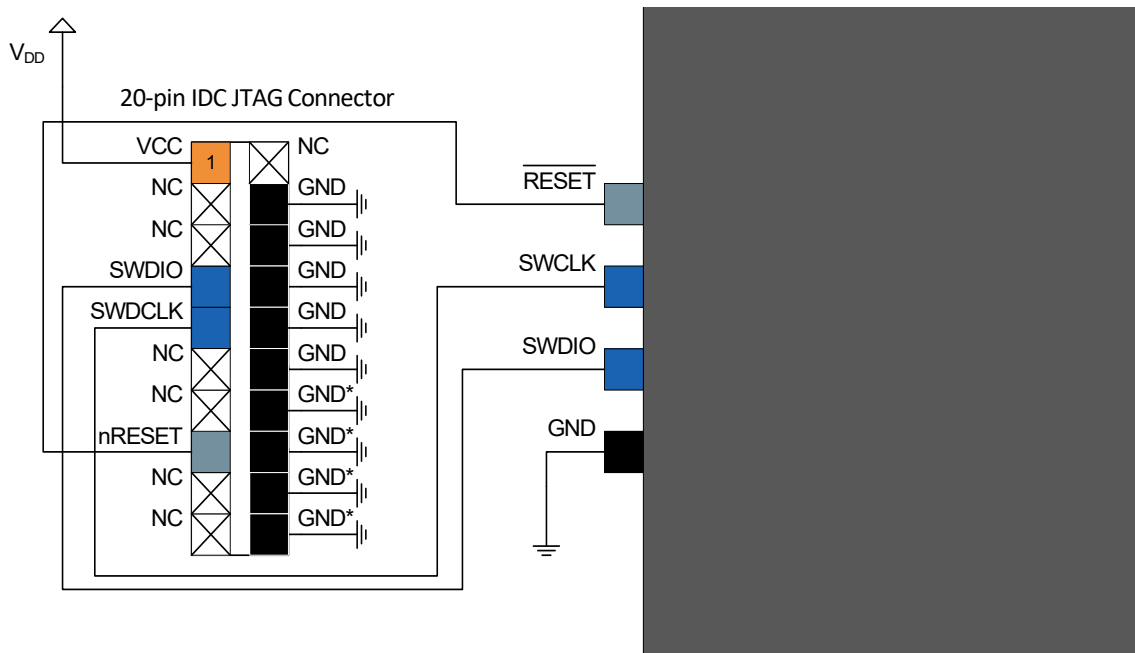 V_DD
20-pin IDC JTAG Connector
VCC 1 NC
NC GND
NC GND
SWDIO GND
SWDCLK GND
NC GND
NC GND*
nRESET GND*
NC GND*
NC GND*
RESET
SWCLK
SWDIO
GND